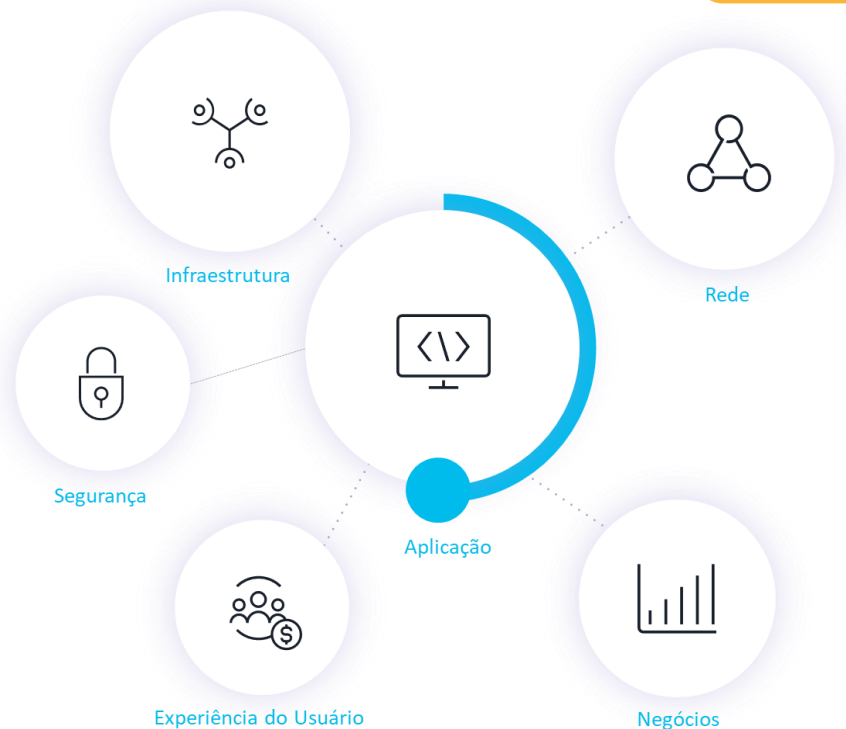 Infraestrutura
Rede
Segurança
Aplicação
Experiência do Usuário
Negócios
$